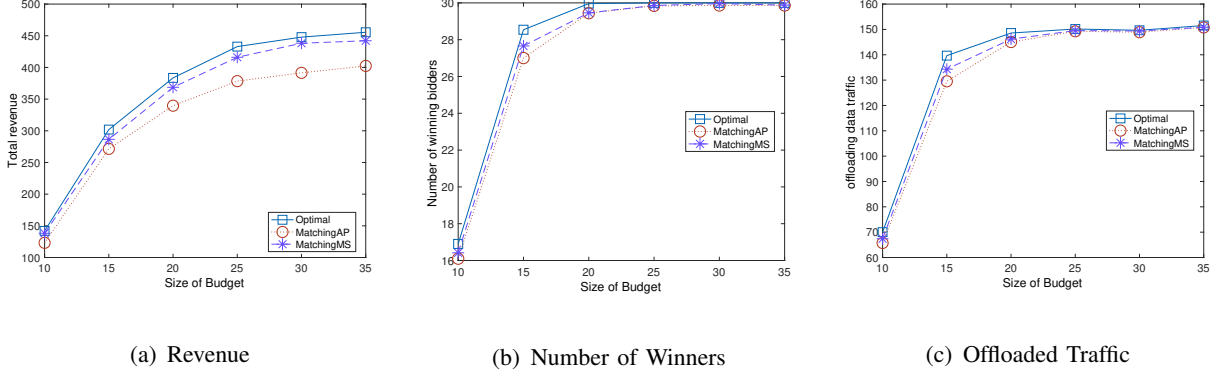 500
450
400
350
300
250
200
150
100
10 15 20 25 30 35
Total revenue
Size of Budget
Optimal
MatchingAP
MatchingMS
(a) Revenue
30
28
26
24
22
20
18
16
10 15 20 25 30 35
Number of winning bidders
Size of Budget
Optimal
MatchingAP
MatchingMS
(b) Number of Winners
160
150
140
130
120
110
100
90
80
70
60
10 15 20 25 30 35
offloading data traffic
Size of Budget
Optimal
MatchingAP
MatchingMS
(c) Offloaded Traffic